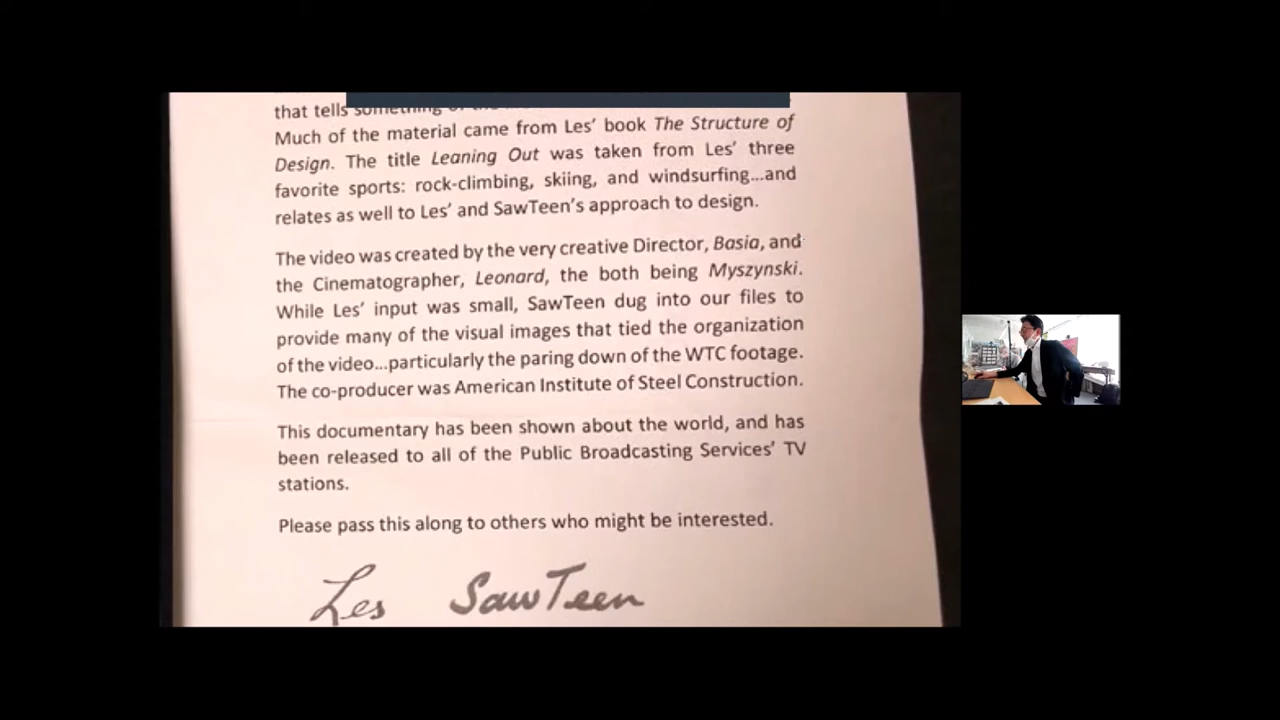 that tells something of the
Much of the material came from Les' book The Structure of
Design. The title Leaning Out was taken from Les' three
favorite sports: rock-climbing, skiing, and windsurfing...and
relates as well to Les' and SawTeen's approach to design.
The video was created by the very creative Director, Basia, and
the Cinematographer, Leonard, the both being Myszynski.
While Les' input was small, SawTeen dug into our files to
provide many of the visual images that tied the organization
of the video...particularly the paring down of the WTC footage.
The co-producer was American Institute of Steel Construction.
This documentary has been shown about the world, and has
been released to all of the Public Broadcasting Services' TV
stations.
Please pass this along to others who might be interested.
Les SawTeen